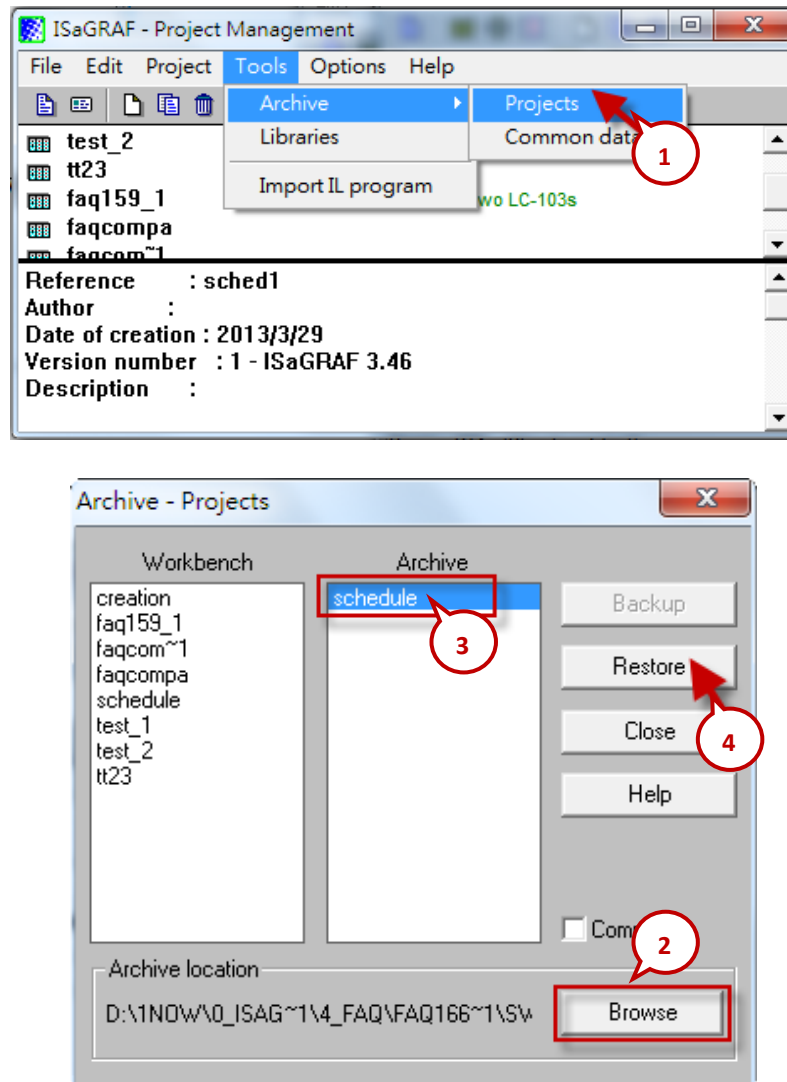 ISaGRAF - Project Management
File Edit Project Tools Options Help
Archive
Projects
Libraries
Common data
Import IL program
1
test_2
tt23
faq159_1
wo LC-103s
faqcompa
faqcom~1
Reference : sched1
Author :
Date of creation : 2013/3/29
Version number : 1 - ISaGRAF 3.46
Description :
Archive - Projects
Workbench
Archive
creation
faq159_1
faqcom~1
faqcompa
schedule
test_1
test_2
tt23
schedule
3
Backup
Restore
4
Close
Help
2
Archive location
D:\1NOW\0_ISAG~1\4_FAQ\FAQ166~1\SW
Browse